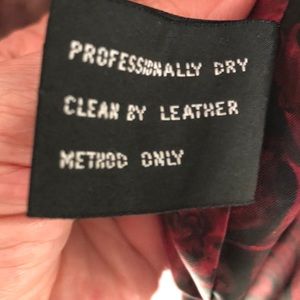 PROFESSIONALLY DRY
CLEAN BY LEATHER
METHOD ONLY